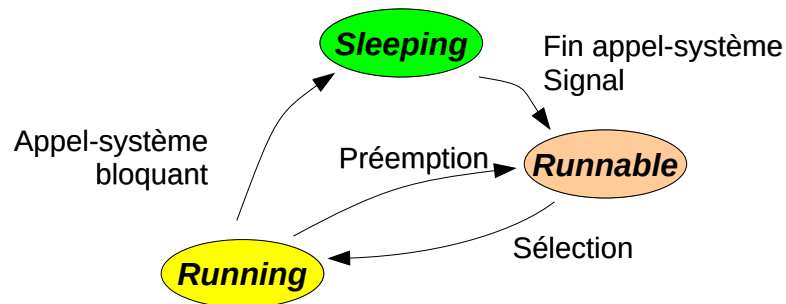 Sleeping
Fin appel-système
Signal
Appel-système
bloquant
Préemption
Runnable
Sélection
Running